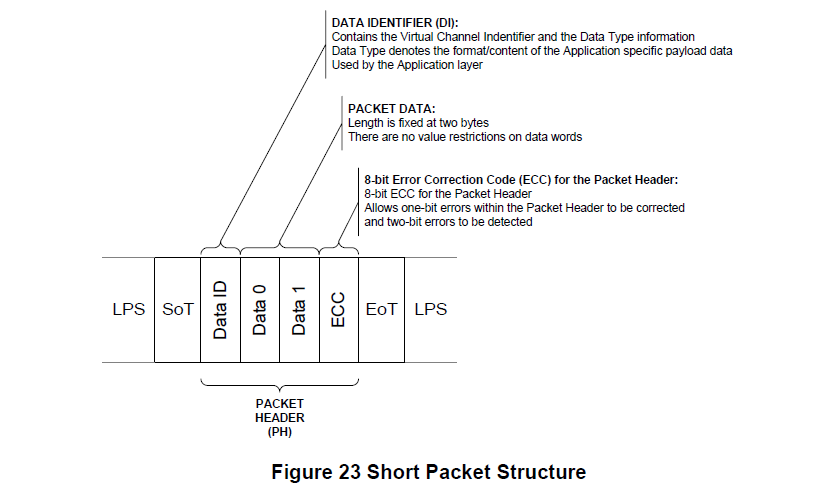 DATA IDENTIFIER (DI):
Contains the Virtual Channel Indentifier and the Data Type information
Data Type denotes the format/content of the Application specific payload data
Used by the Application layer
PACKET DATA:
Length is fixed at two bytes
There are no value restrictions on data words
8-bit Error Correction Code (ECC) for the Packet Header:
8-bit ECC for the Packet Header
Allows one-bit errors within the Packet Header to be corrected
and two-bit errors to be detected
LPS
SoT
Data ID
Data 0
Data 1
ECC
EoT
LPS
PACKET
HEADER
(PH)
Figure 23 Short Packet Structure